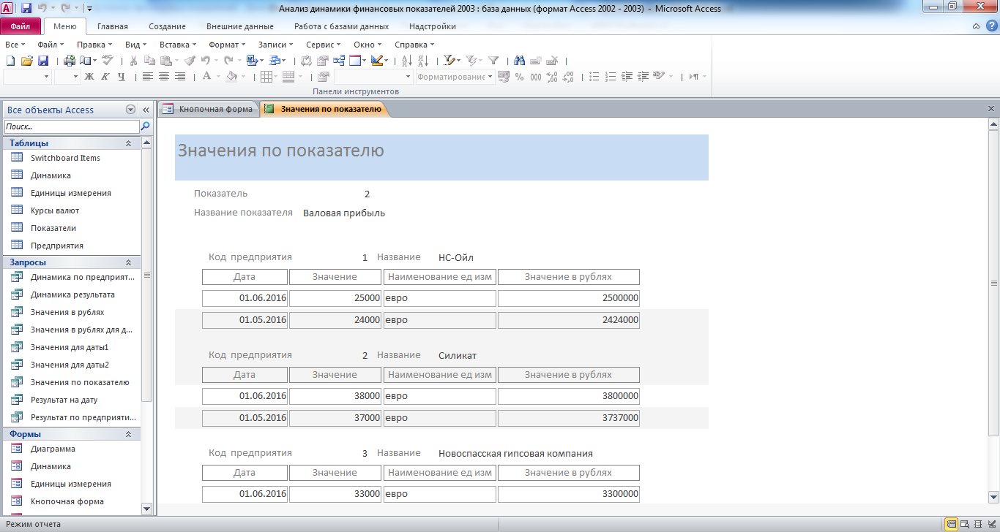 Анализ динамики финансовых показателей 2003 : база данных (формат Access 2002 - 2003) - Microsoft Access
Файл Меню Главная Создание Внешние данные Работа с базами данных Надстройки
Все Файл Правка Вид Вставка Формат Записи Сервис Окно Справка
Ж К Ч Форматирование
Панели инструментов
Все объекты Access
Кнопочная форма Значения по показателю
Поиск...
Таблицы
Switchboard Items
Динамика
Единицы измерения
Курсы валют
Показатели
Предприятия
Запросы
Динамика по предприят...
Динамика результата
Значения в рублях
Значения в рублях для д...
Значения для даты1
Значения для даты2
Значения по показателю
Результат на дату
Результат по предприяти...
Формы
Диаграмма
Динамика
Единицы измерения
Кнопочная форма
Значения по показателю
Показатель 2
Название показателя Валовая прибыль
Код предприятия 1 Название НС-Ойл
Дата Значение Наименование ед изм Значение в рублях
01.06.2016 25000 евро 2500000
01.05.2016 24000 евро 2424000
Код предприятия 2 Название Силикат
Дата Значение Наименование ед изм Значение в рублях
01.06.2016 38000 евро 3800000
01.05.2016 37000 евро 3737000
Код предприятия 3 Название Новоспасская гипсовая компания
Дата Значение Наименование ед изм Значение в рублях
01.06.2016 33000 евро 3300000
Режим отчета